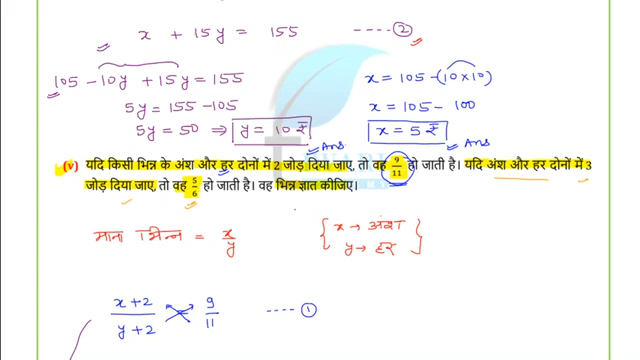 x + 15y = 155 ---- ②
105 - 10y + 15y = 155
5y = 155 - 105
5y = 50 ⇒ y = 10 ₹ Ans
x = 105 - (10×10)
x = 105 - 100
x = 5 ₹ Ans
(v) यदि किसी भिन्न के अंश और हर दोनों में 2 जोड़ दिया जाए, तो वह 9/11 हो जाती है। यदि अंश और हर दोनों में 3
जोड़ दिया जाए, तो वह 5/6 हो जाती है। वह भिन्न ज्ञात कीजिए।
माना भिन्न = x/y
{ x → अंश
y → हर }
x+2/y+2 9/11 ---- ①